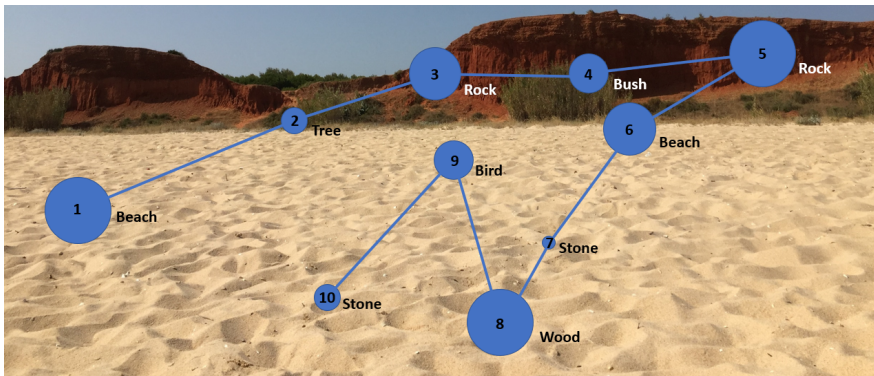 1
Beach
2
Tree
3
Rock
4
Bush
5
Rock
6
Beach
7
Stone
8
Wood
9
Bird
10
Stone